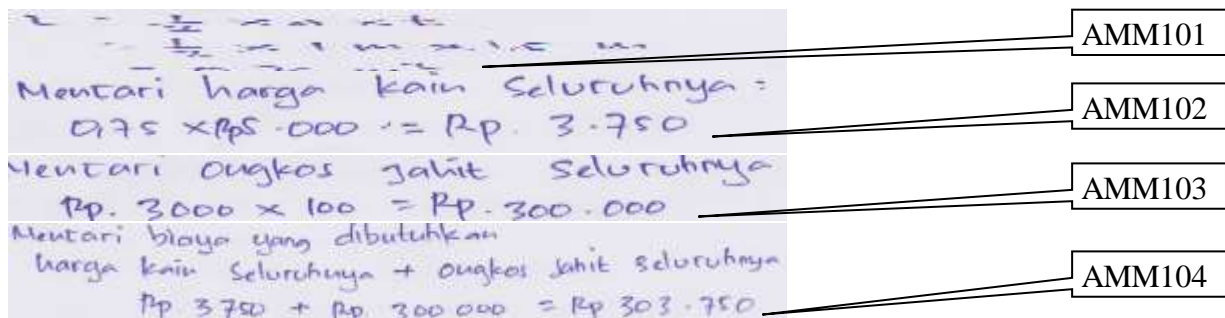 AMM101
Mencari harga kain Seluruhnya =
0,75 x Rp5.000 = Rp. 3.750
AMM102
Mencari ongkos jahit Seluruhnya
Rp. 3000 x 100 = Rp. 300.000
AMM103
Mencari biaya yang dibutuhkan
harga kain Seluruhnya + ongkos jahit seluruhnya
Rp 3750 + Rp. 300 000 = Rp 303.750
AMM104